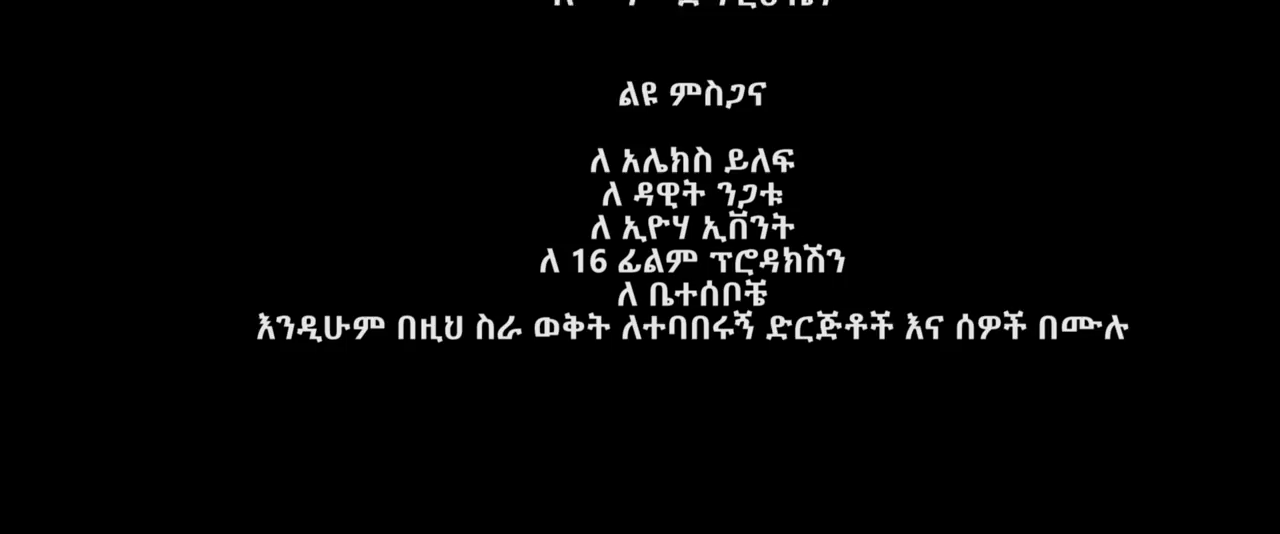 ልዩ ምስጋና
ለ አሌክስ ይለፍ
ለ ዳዊት ንጋቱ
ለ ኢዮሃ ኢቨንት
ለ 16 ፊልም ፕሮዳክሽን
ለ ቤተሰቦቼ
እንዲሁም በዚህ ስራ ወቅት ለተባበሩኝ ድርጅቶች እና ሰዎች በሙሉ